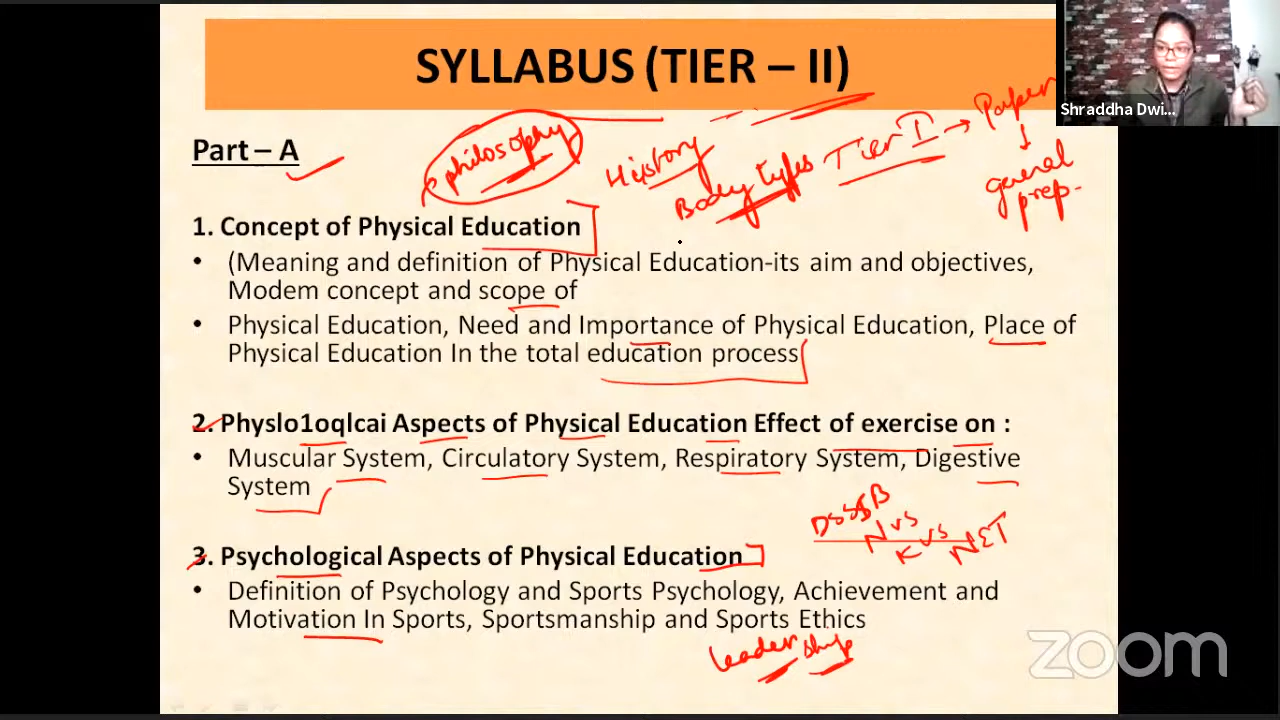 SYLLABUS (TIER – II)
Shraddha Dwi...
Part – A
philosophy
History
Body types
Tier I → Paper
↓
general
prep-
1. Concept of Physical Education
• (Meaning and definition of Physical Education-its aim and objectives,
Modem concept and scope of
• Physical Education, Need and Importance of Physical Education, Place of
Physical Education In the total education process
2. Physlo1oqlcai Aspects of Physical Education Effect of exercise on :
• Muscular System, Circulatory System, Respiratory System, Digestive
System
DSSSB
NVS
KVS
NET
3. Psychological Aspects of Physical Education
• Definition of Psychology and Sports Psychology, Achievement and
Motivation In Sports, Sportsmanship and Sports Ethics
leadership
zoom